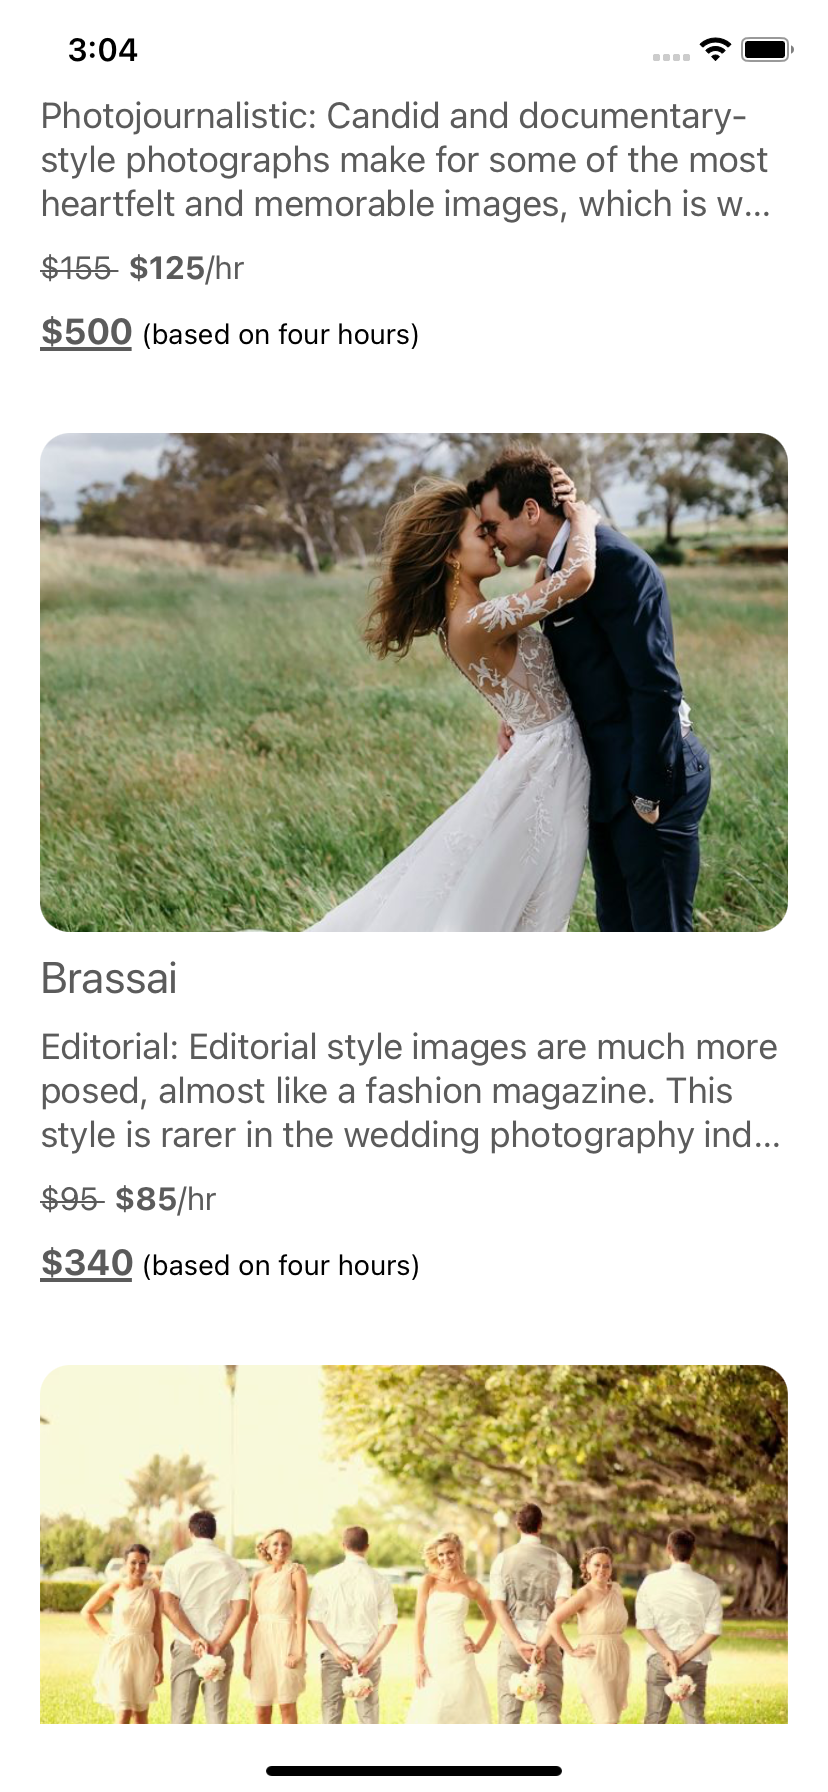 3:04
Photojournalistic: Candid and documentary-
style photographs make for some of the most
heartfelt and memorable images, which is w...
$155 $125/hr
$500 (based on four hours)
Brassai
Editorial: Editorial style images are much more
posed, almost like a fashion magazine. This
style is rarer in the wedding photography ind...
$95 $85/hr
$340 (based on four hours)